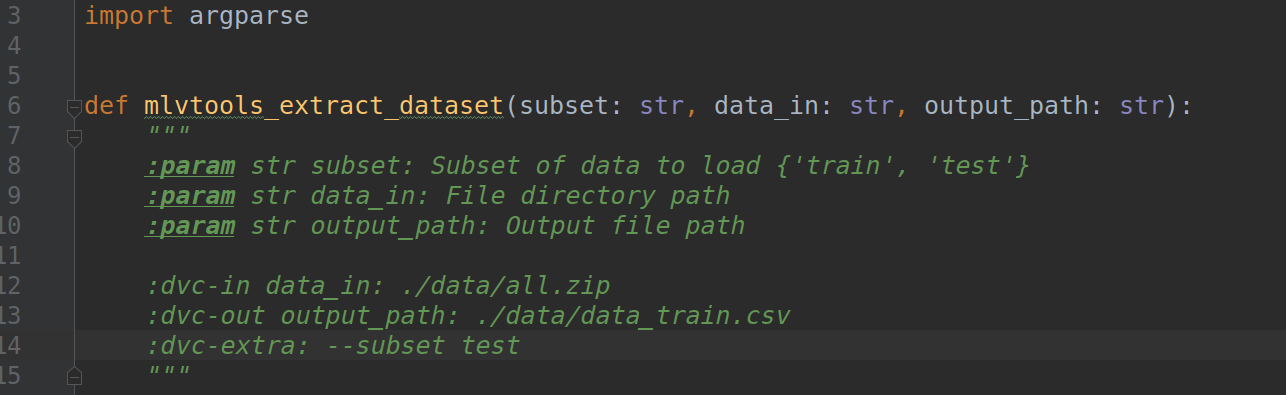 3 import argparse
4
5
6 def mlvtools_extract_dataset(subset: str, data_in: str, output_path: str):
7 """
8 :param str subset: Subset of data to load {'train', 'test'}
9 :param str data_in: File directory path
10 :param str output_path: Output file path
11
12 :dvc-in data_in: ./data/all.zip
13 :dvc-out output_path: ./data/data_train.csv
14 :dvc-extra: --subset test
15 """